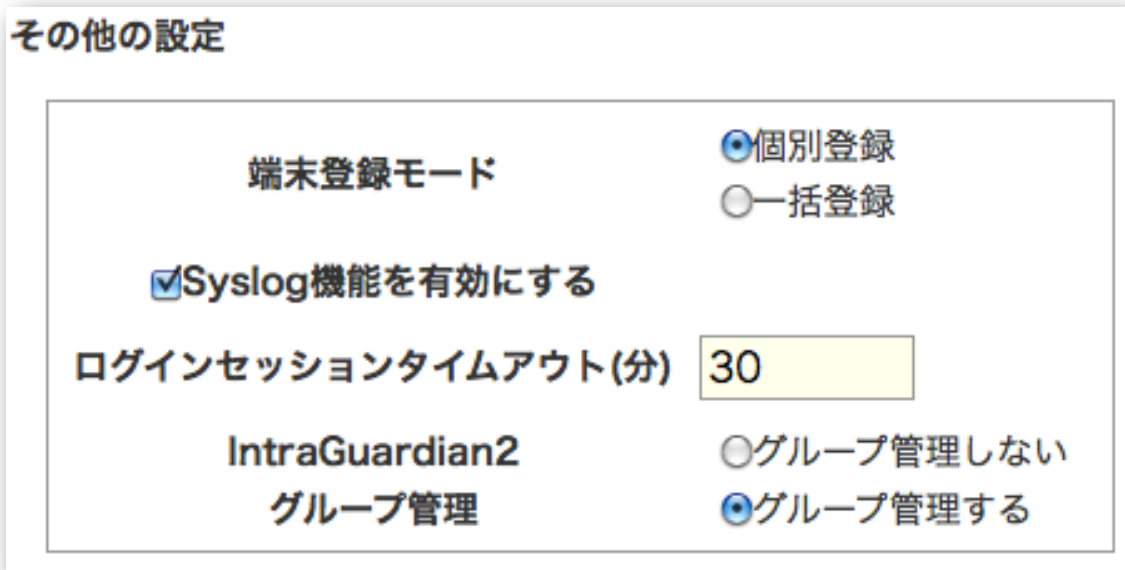 その他の設定
端末登録モード
個別登録
一括登録
Syslog機能を有効にする
ログインセッションタイムアウト(分) 30
IntraGuardian2
グループ管理
グループ管理しない
グループ管理する